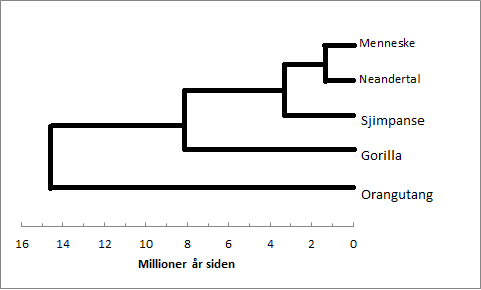 Menneske
Neandertal
Sjimpanse
Gorilla
Orangutang
16 14 12 10 8 6 4 2 0
Millioner år siden